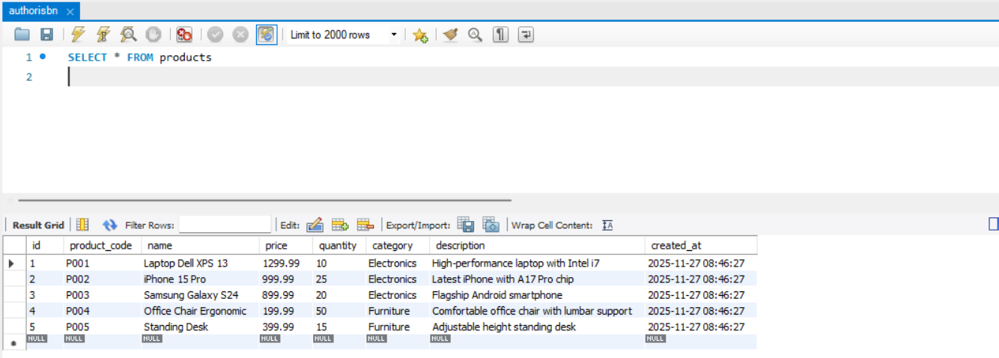 authorisbn
Limit to 2000 rows
1 SELECT * FROM products
2
Result Grid Filter Rows: Edit: Export/Import: Wrap Cell Content:
id product_code name price quantity category description created_at
1 P001 Laptop Dell XPS 13 1299.99 10 Electronics High-performance laptop with Intel i7 2025-11-27 08:46:27
2 P002 iPhone 15 Pro 999.99 25 Electronics Latest iPhone with A17 Pro chip 2025-11-27 08:46:27
3 P003 Samsung Galaxy S24 899.99 20 Electronics Flagship Android smartphone 2025-11-27 08:46:27
4 P004 Office Chair Ergonomic 199.99 50 Furniture Comfortable office chair with lumbar support 2025-11-27 08:46:27
5 P005 Standing Desk 399.99 15 Furniture Adjustable height standing desk 2025-11-27 08:46:27
NULL NULL NULL NULL NULL NULL NULL NULL